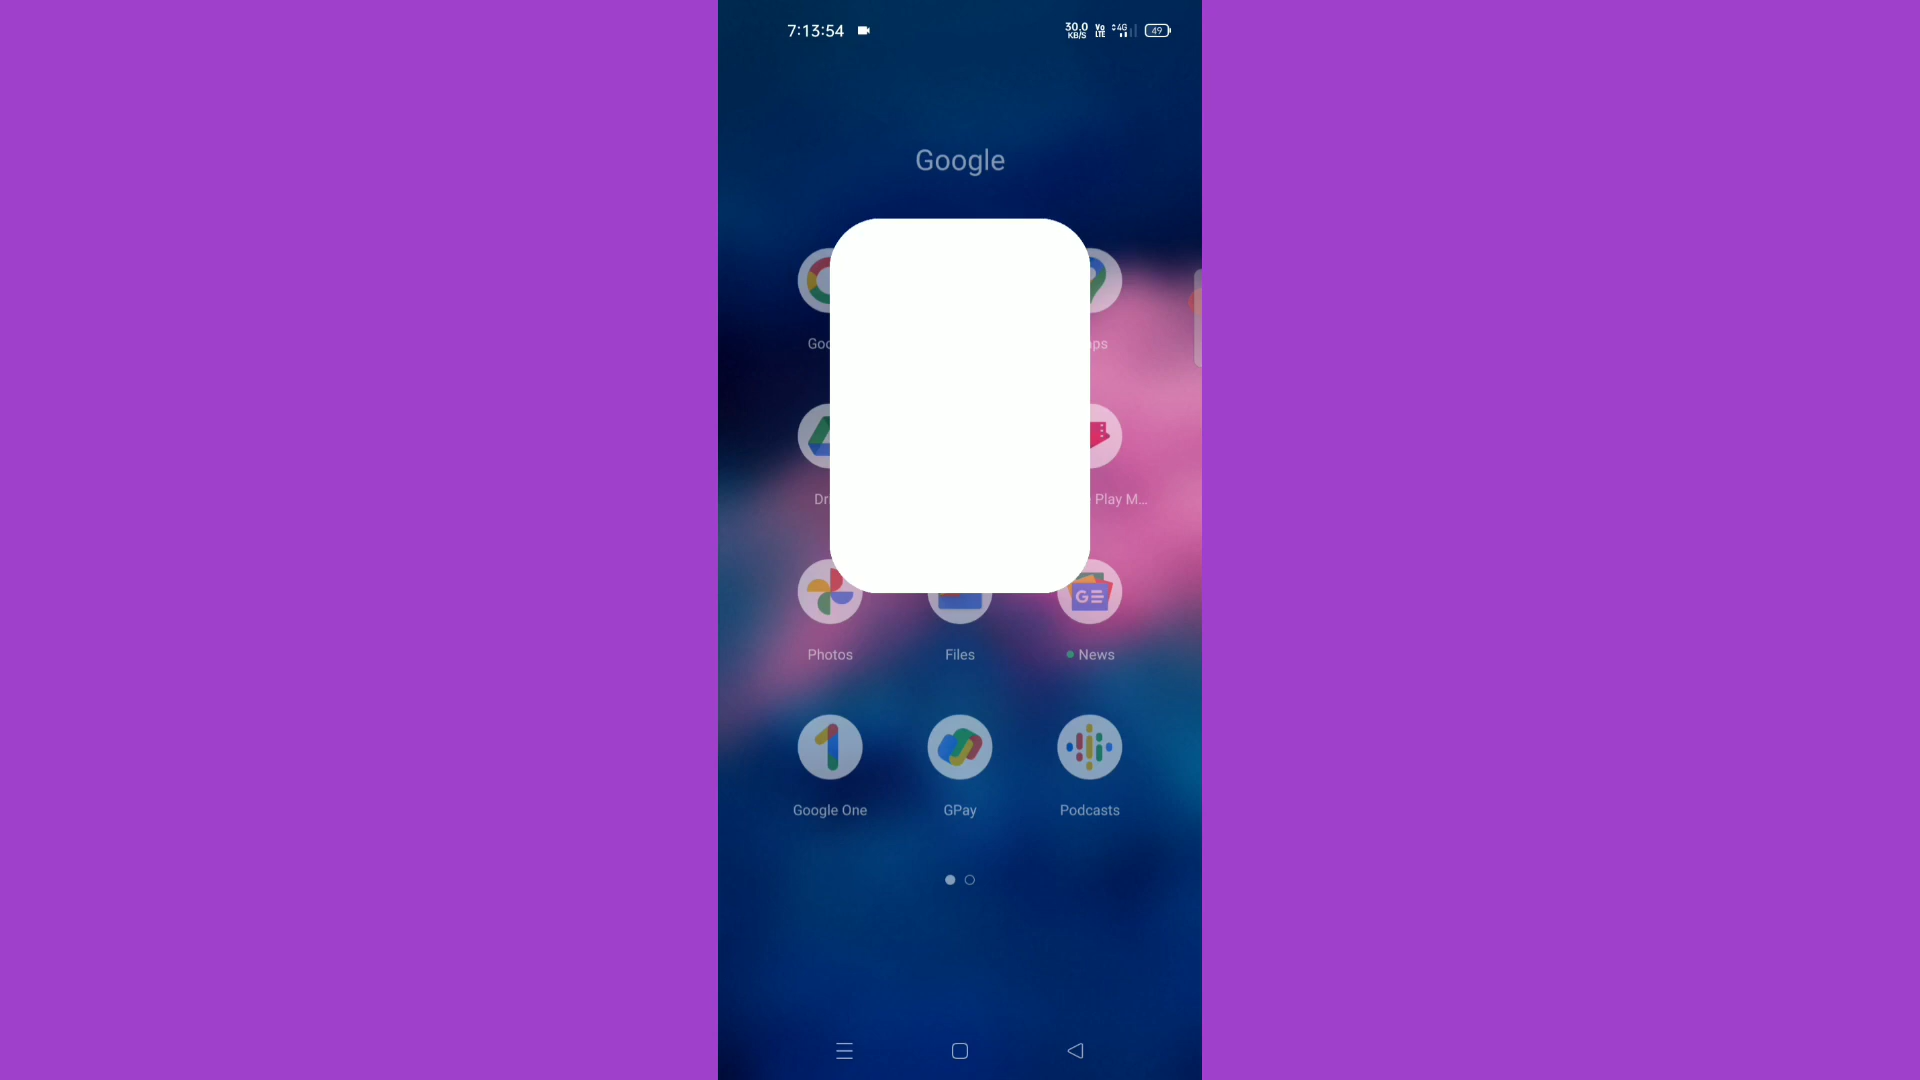 7:13:54 30.0 KB/S Vo LTE 4G 49
Google
Goo
ps
Dr
Play M...
GE
Photos Files News
Google One GPay Podcasts